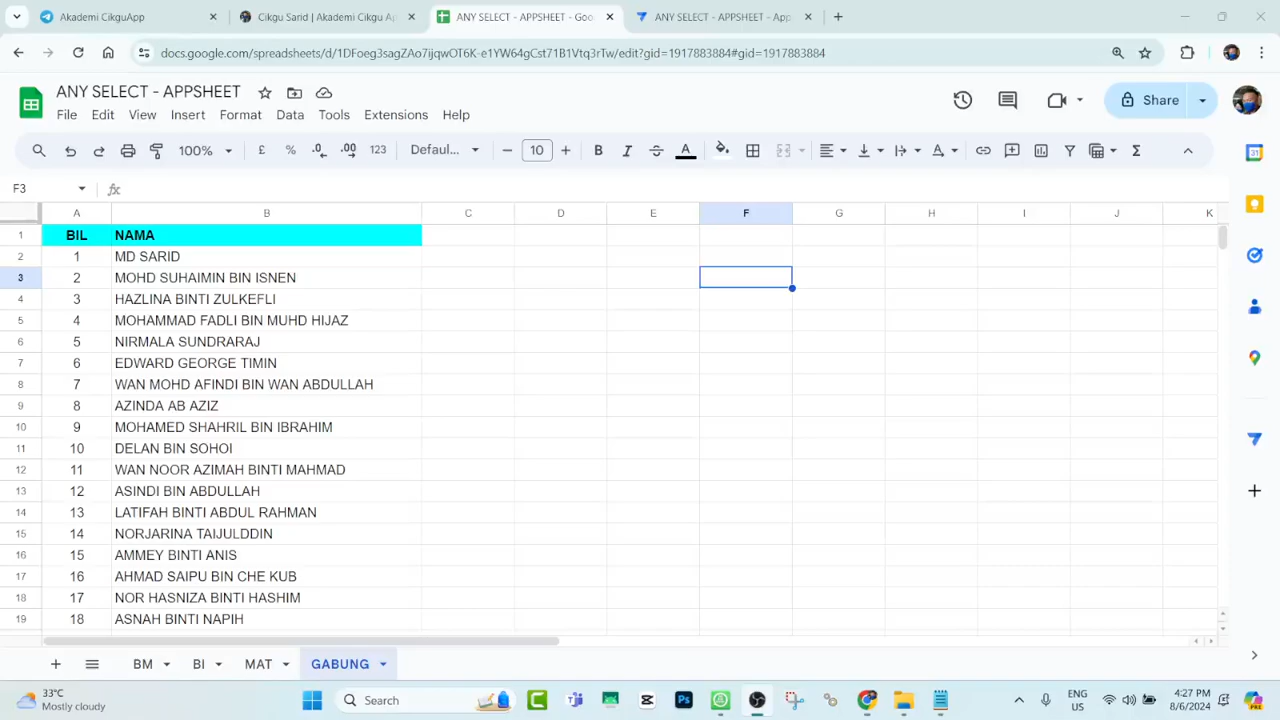 Telegram CikgyApp
Cikgu Sarid | Akademi Cikgu A
ANY SELECT - APPSHEET - Goo
ANY SELECT - APPSHEET - App
docs.google.com/spreadsheets/d/1DFoeg3sagZAo7ijqwOT6K-e1YW64gCst71B1Vtq3rTw/edit?gid=1917883884#gid=1917883884
ANY SELECT - APPSHEET
File Edit View Insert Format Data Tools Extensions Help
Share
100% £ % .0 .00 123 Defaul... 10 B I A
F3 fx
A B C D E F G H I J K
1 BIL NAMA
2 1 MD SARID
3 2 MOHD SUHAIMIN BIN ISNEN
4 3 HAZLINA BINTI ZULKEFLI
5 4 MOHAMMAD FADLI BIN MUHD HIJAZ
6 5 NIRMALA SUNDRARAJ
7 6 EDWARD GEORGE TIMIN
8 7 WAN MOHD AFINDI BIN WAN ABDULLAH
9 8 AZINDA AB AZIZ
10 9 MOHAMED SHAHRIL BIN IBRAHIM
11 10 DELAN BIN SOHOI
12 11 WAN NOOR AZIMAH BINTI MAHMAD
13 12 ASINDI BIN ABDULLAH
14 13 LATIFAH BINTI ABDUL RAHMAN
15 14 NORJARINA TAIJULDDIN
16 15 AMMEY BINTI ANIS
17 16 AHMAD SAIPU BIN CHE KUB
18 17 NOR HASNIZA BINTI HASHIM
19 18 ASNAH BINTI NAPIH
BM BI MAT GABUNG
33°C
Mostly cloudy
Search
ENG
US
4:27 PM
8/6/2024